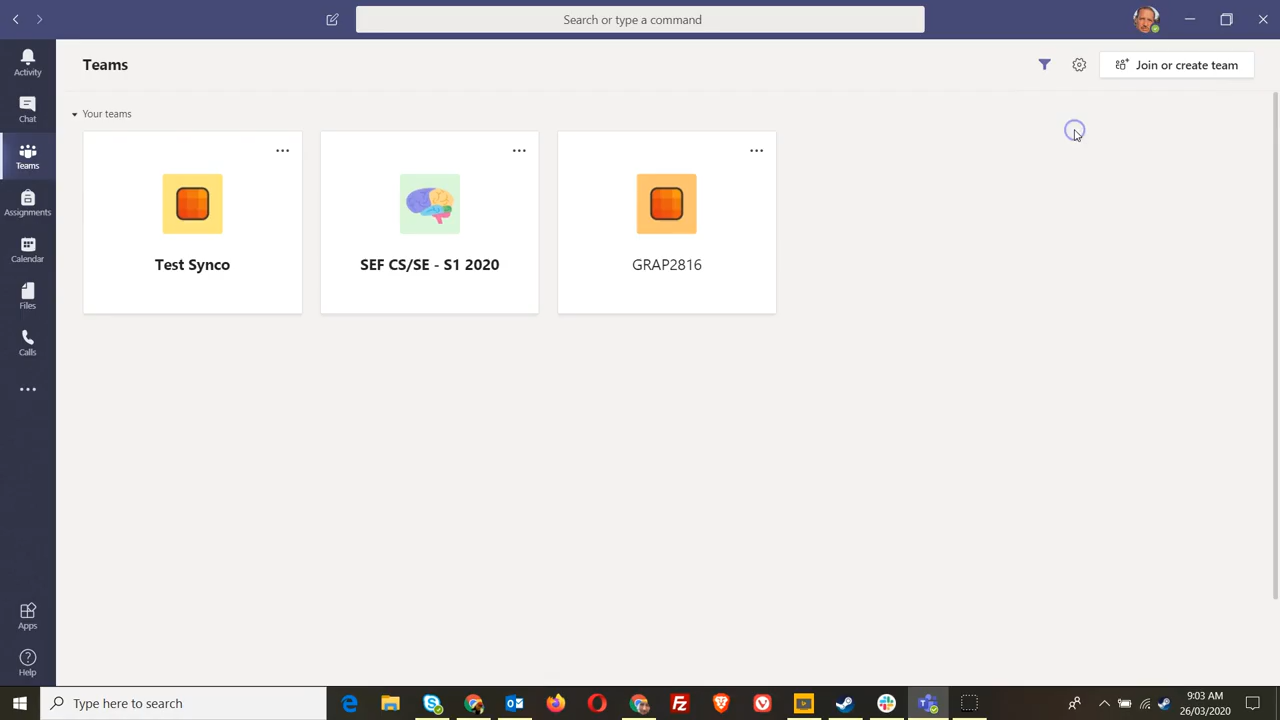 Search or type a command
Activity
Chat
Teams
Assignments
Calendar
Files
Calls
Apps
Help
Teams
Join or create team
Your teams
Test Synco
SEF CS/SE - S1 2020
GRAP2816
Type here to search
9:03 AM
26/03/2020